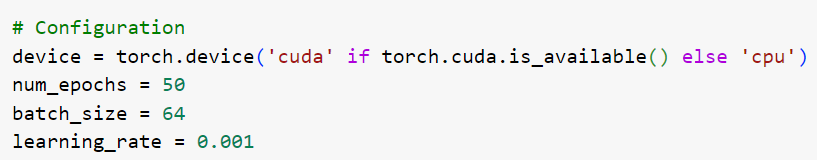 # Configuration
device = torch.device('cuda' if torch.cuda.is_available() else 'cpu')
num_epochs = 50
batch_size = 64
learning_rate = 0.001